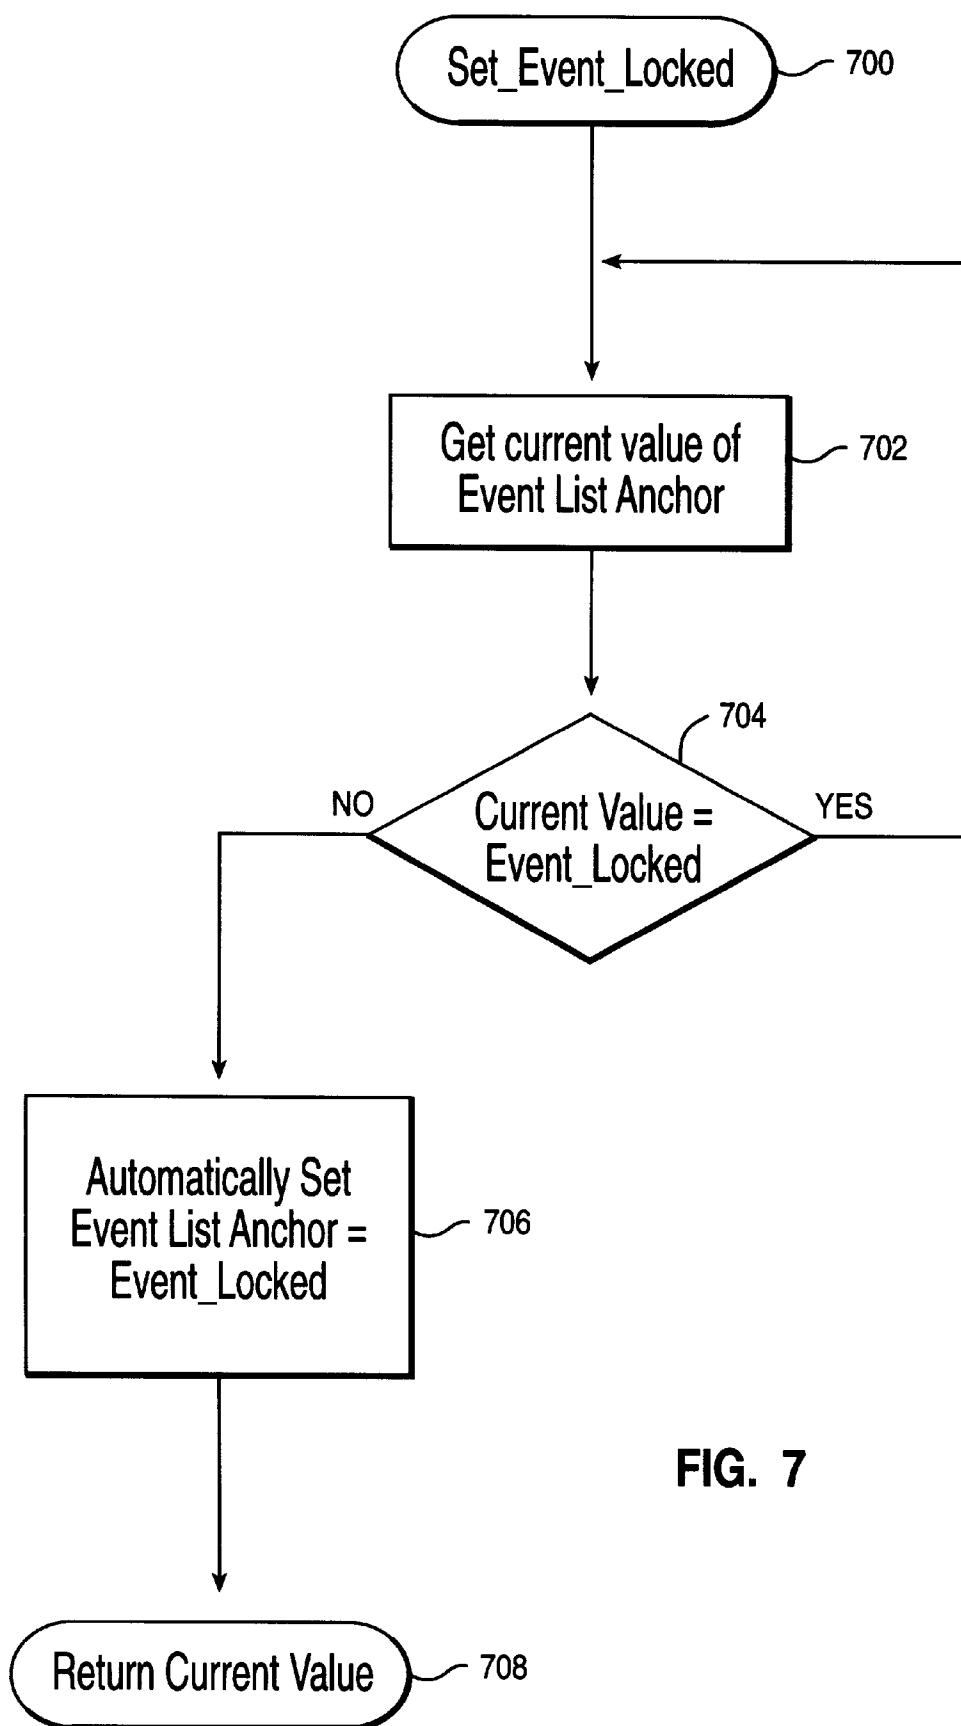 Set_Event_Locked
700
Get current value of
Event List Anchor
702
704
NO
Current Value =
Event_Locked
YES
Automatically Set
Event List Anchor =
Event_Locked
706
FIG. 7
Return Current Value
708